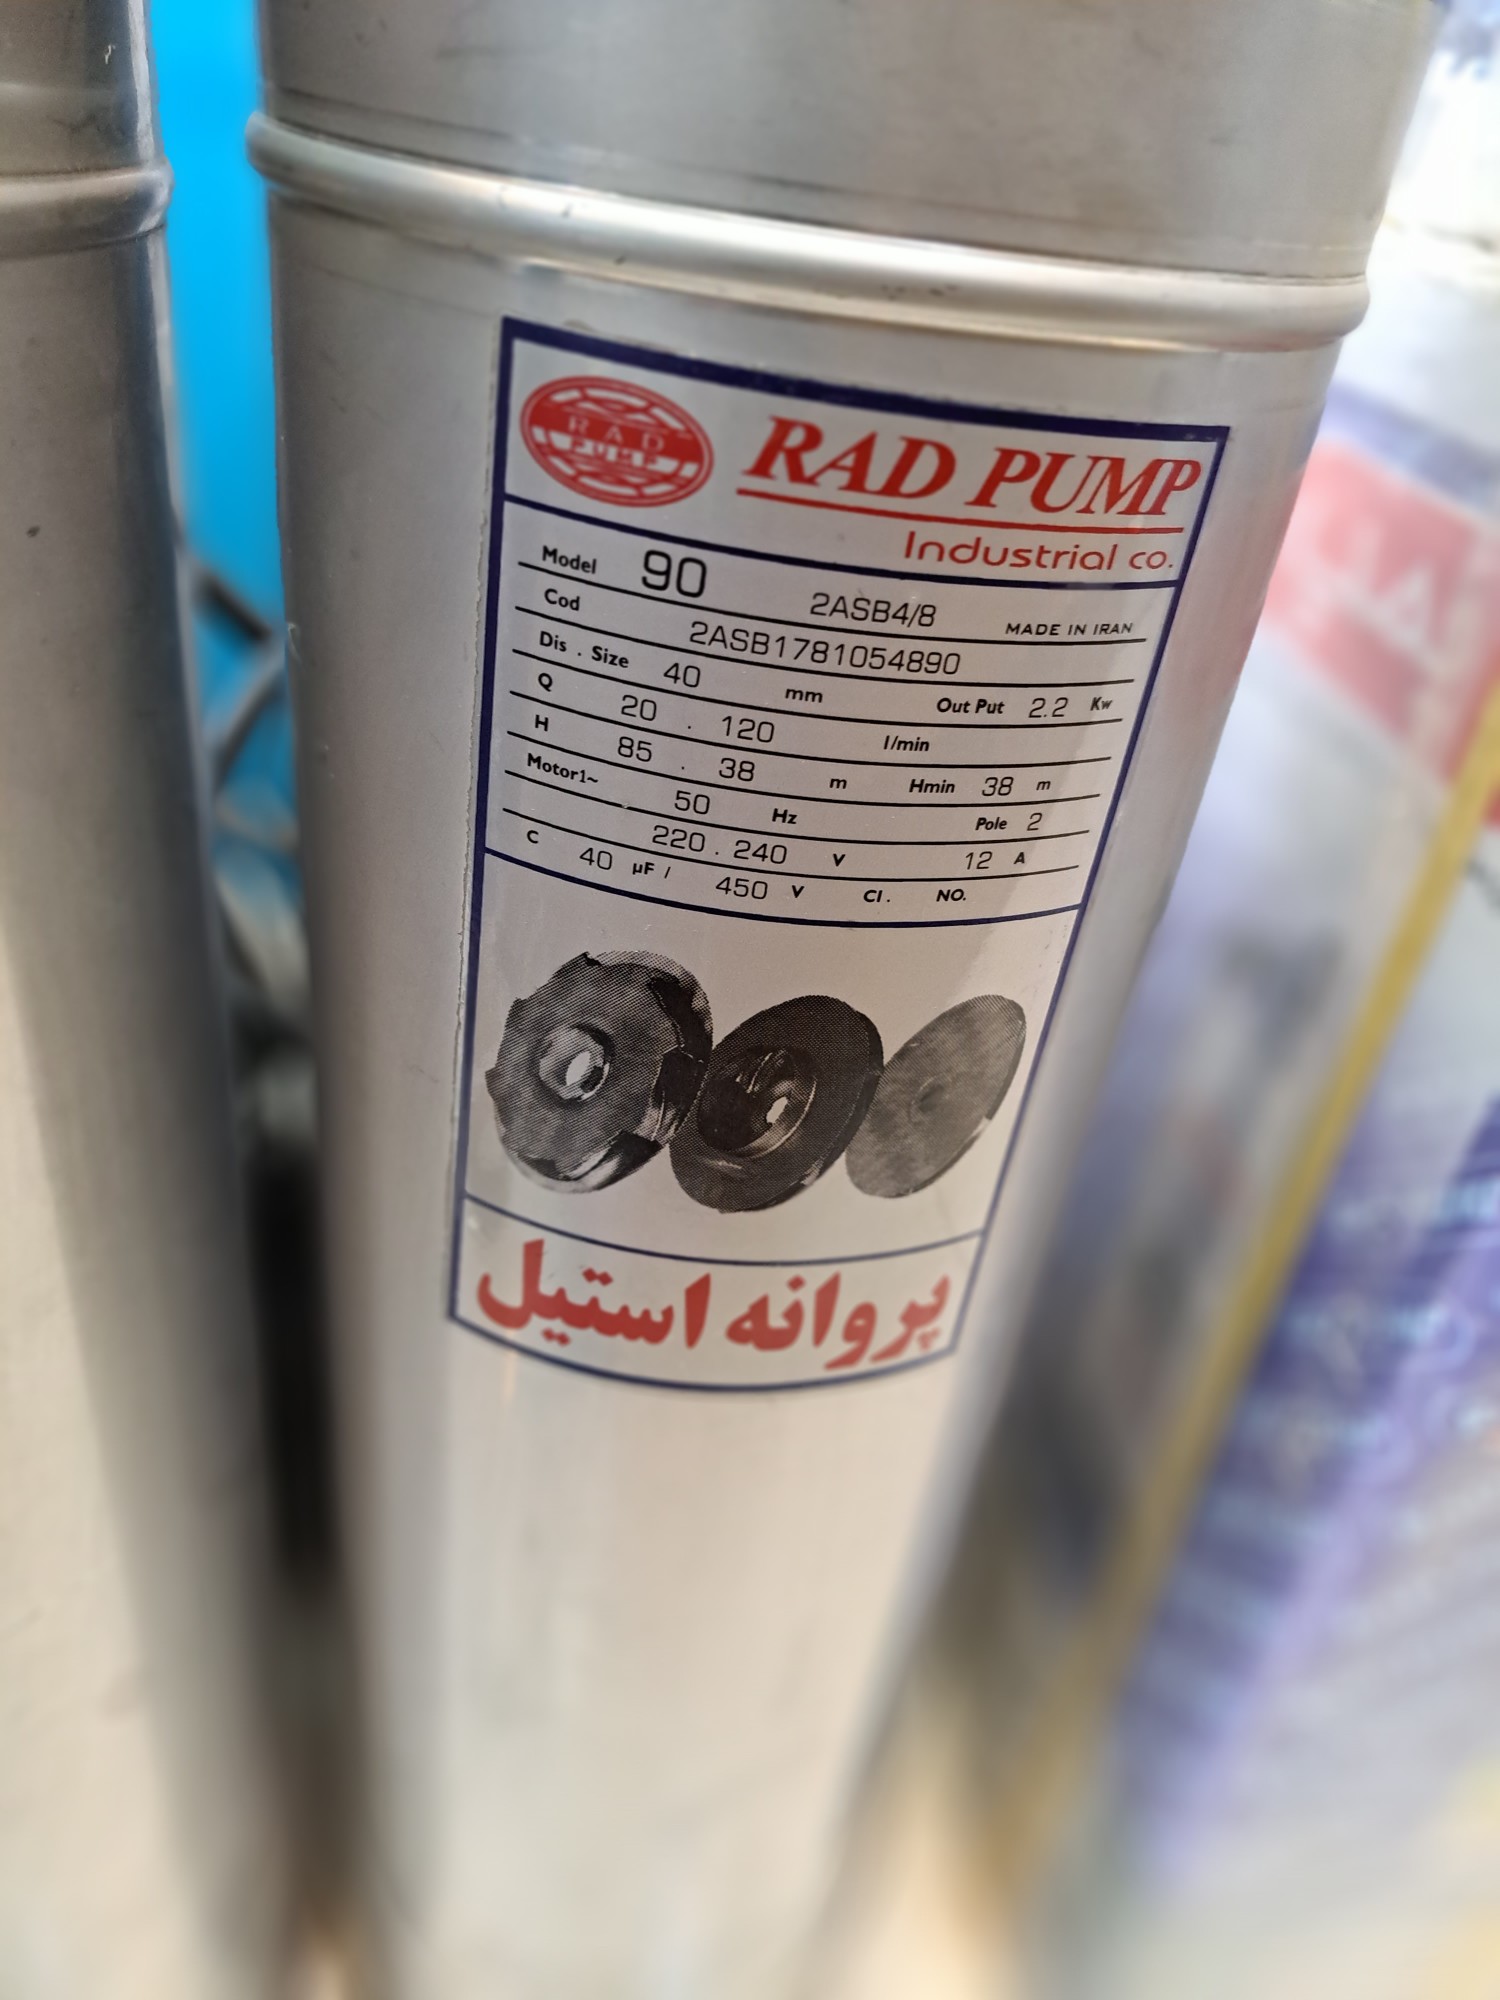 RAD PUMP
RAD PUMP
Industrial co.
Model 90 2ASB4/8 MADE IN IRAN
Cod 2ASB1781054890
Dis . Size 40 mm Out Put 2.2 Kw
Q 20 . 120 l/min
H 85 . 38 m Hmin 38 m
Motor1~ 50 Hz Pole 2
220 . 240 V 12 A
C 40 µF / 450 V Cl . NO.
پروانه استیل